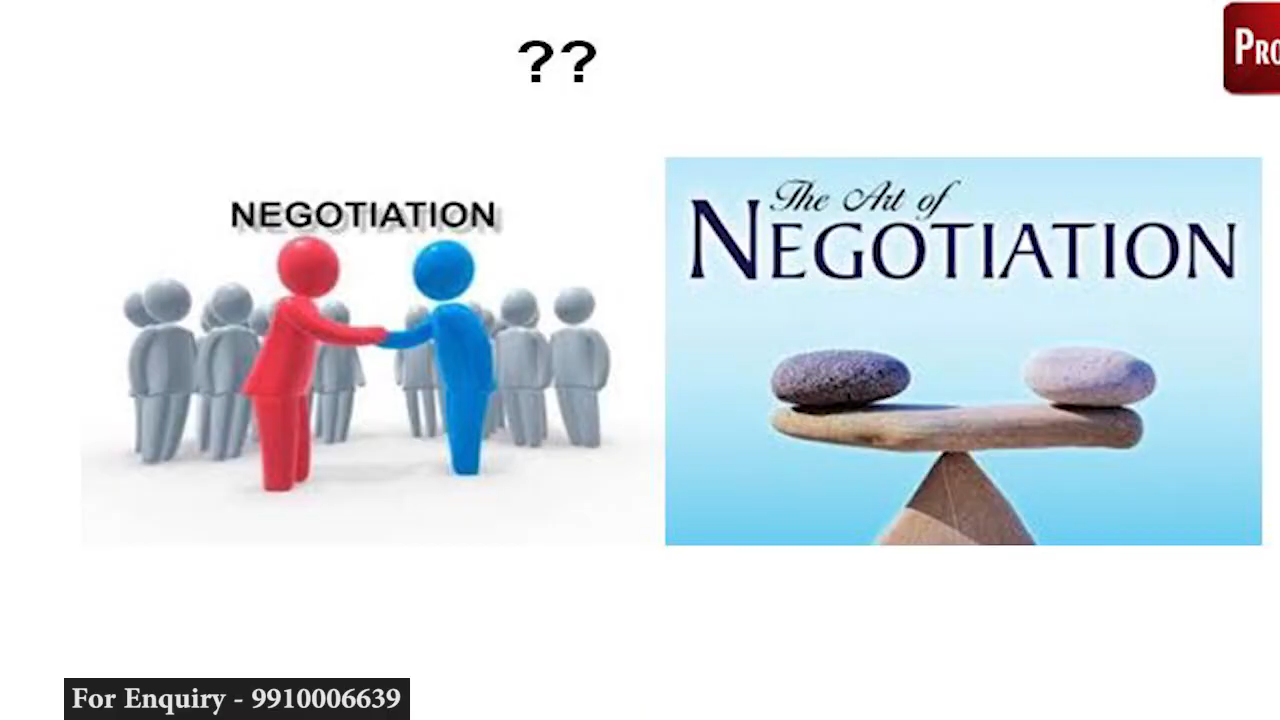 ??
NEGOTIATION
The Art of
NEGOTIATION
For Enquiry - 9910006639